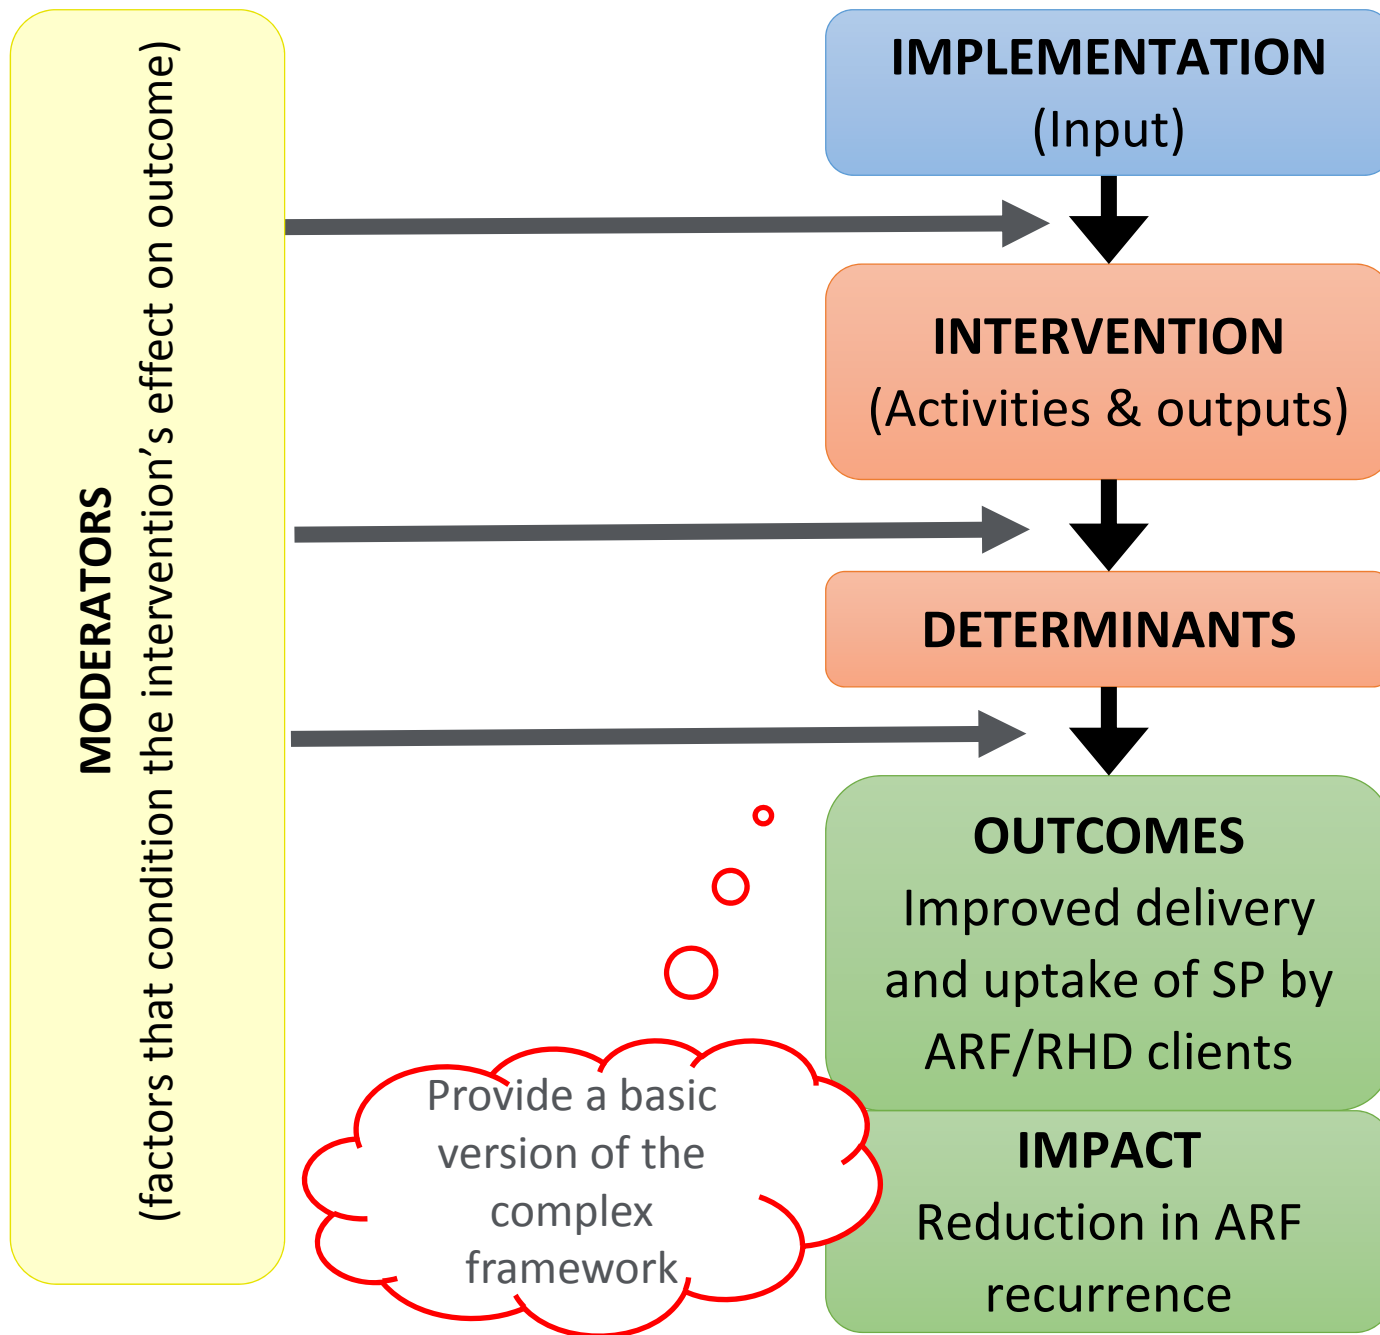 MODERATORS
(factors that condition the intervention’s effect on outcome)
IMPLEMENTATION
(Input)
INTERVENTION
(Activities & outputs)
DETERMINANTS
OUTCOMES
Improved delivery
and uptake of SP by
ARF/RHD clients
IMPACT
Reduction in ARF
recurrence
Provide a basic
version of the
complex
framework